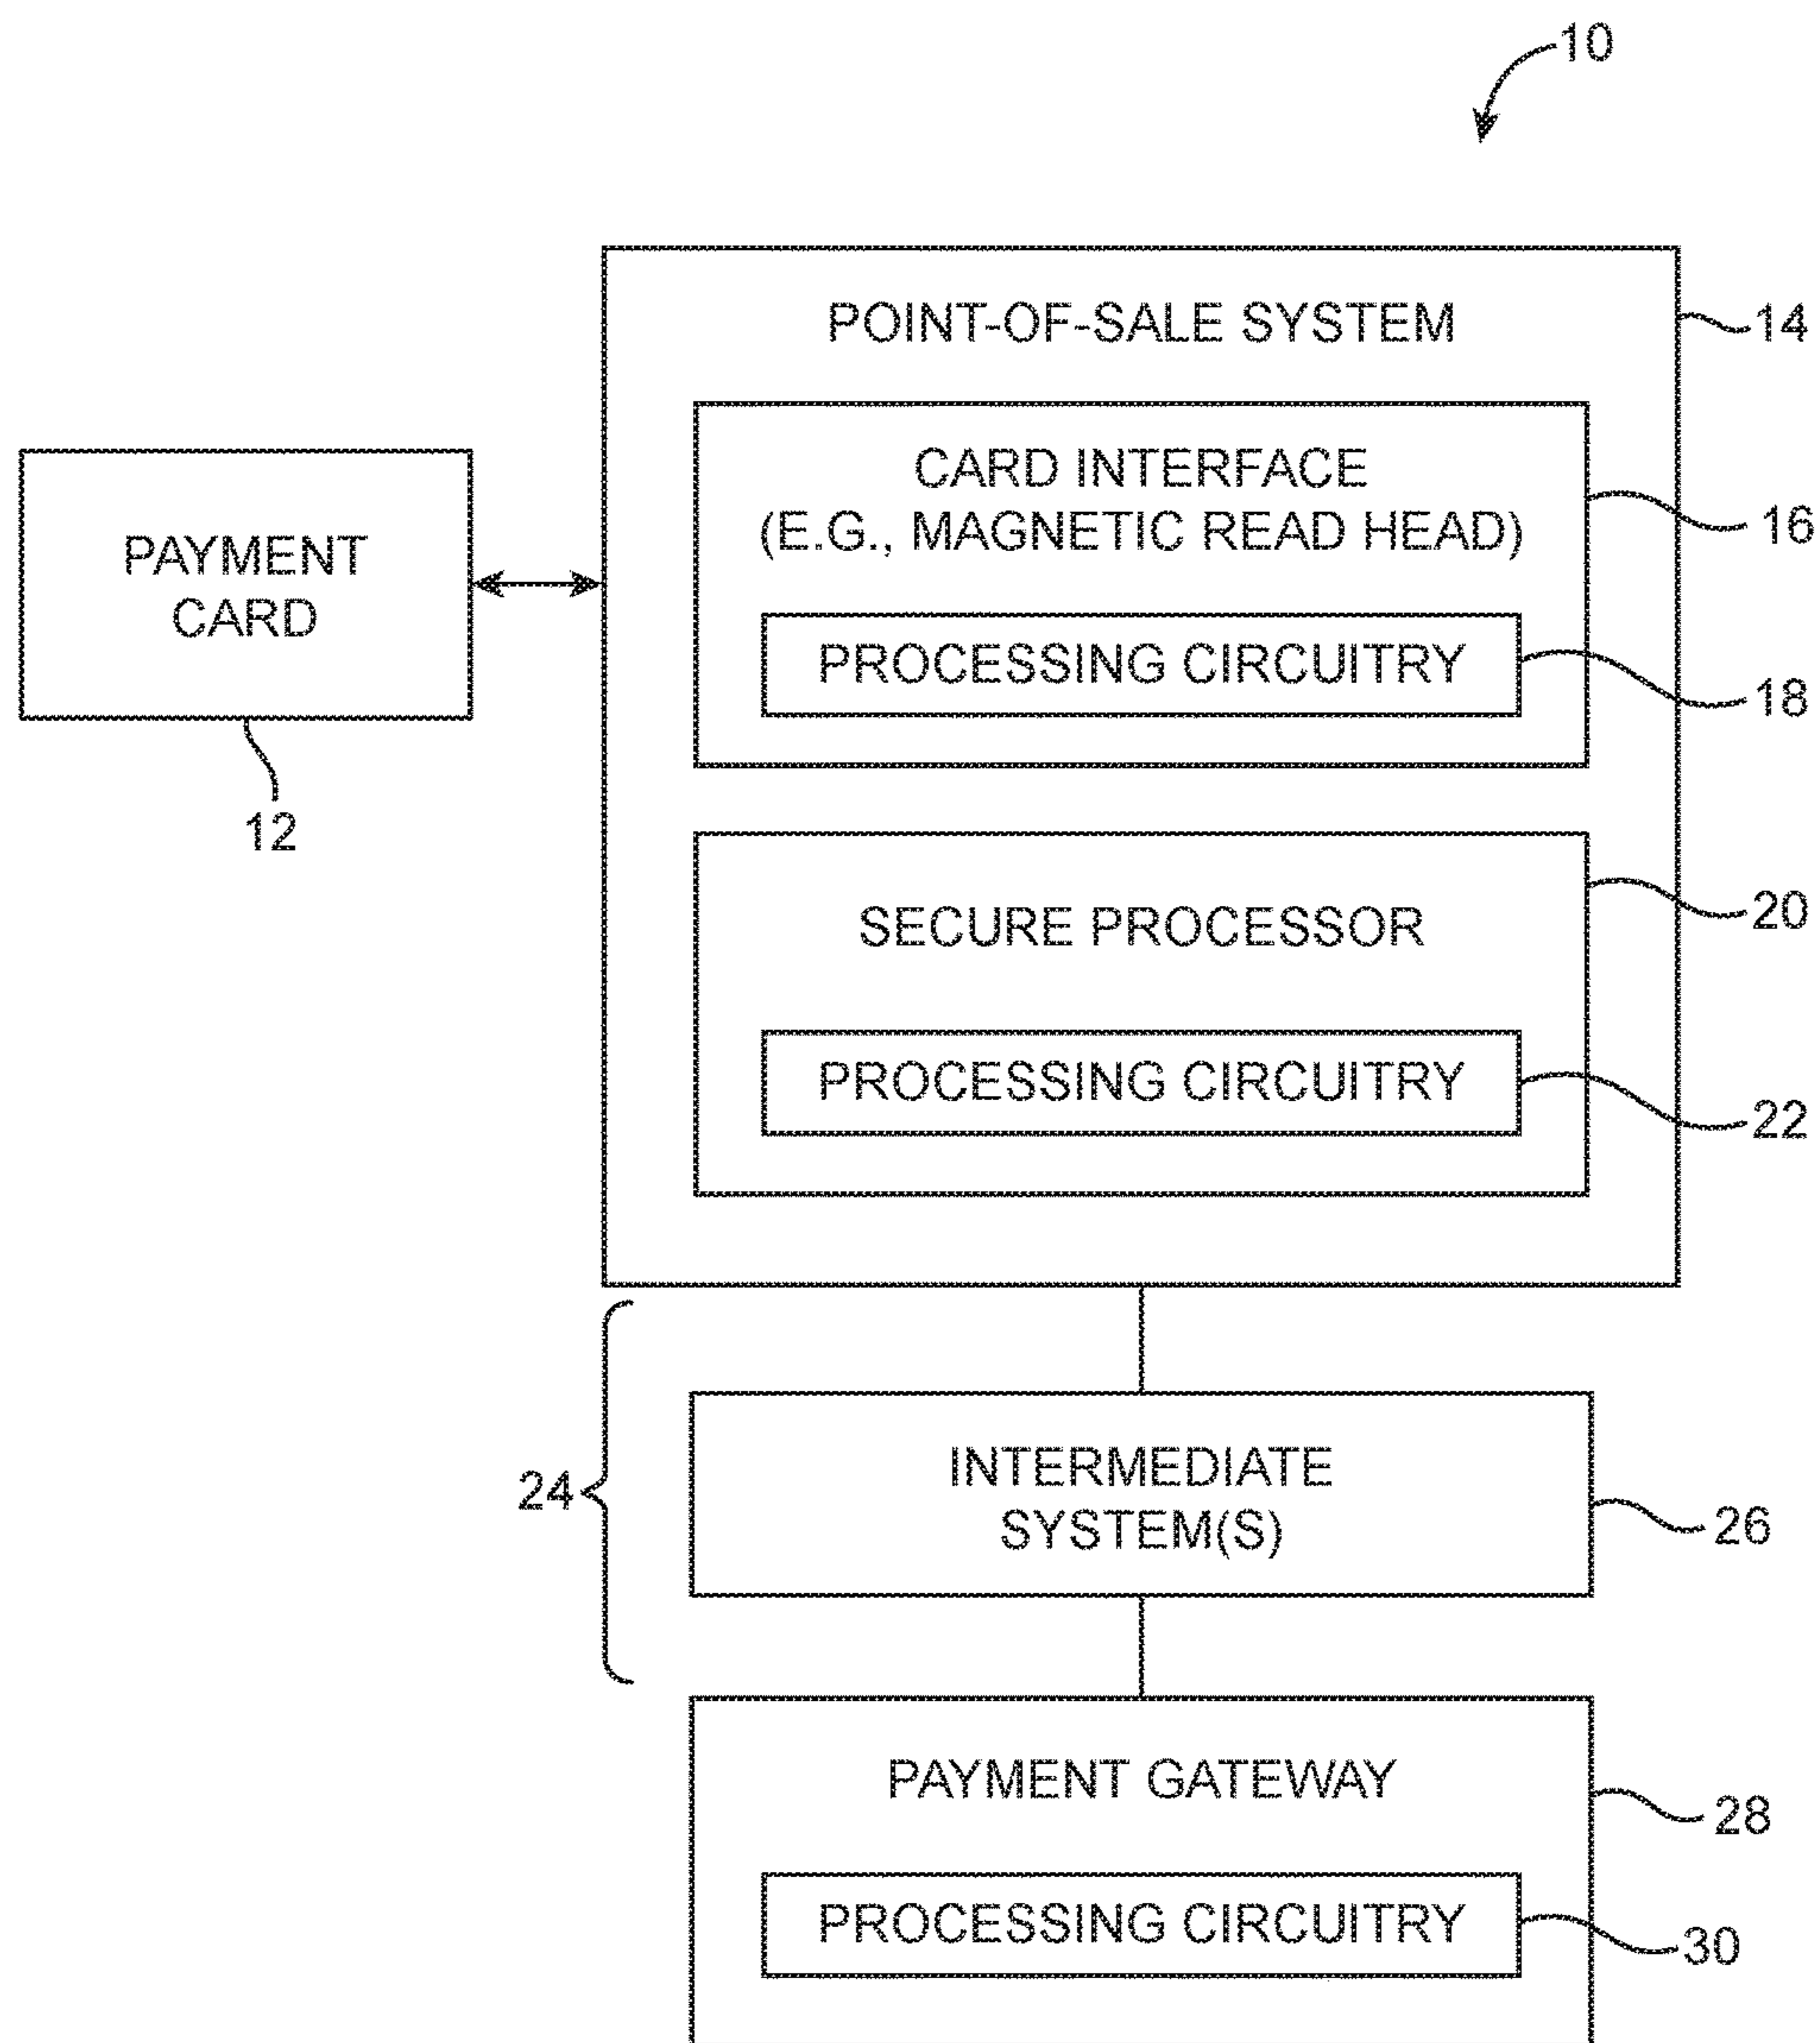 10
POINT-OF-SALE SYSTEM
14
CARD INTERFACE
(E.G., MAGNETIC READ HEAD)
16
PAYMENT
CARD
12
PROCESSING CIRCUITRY
18
SECURE PROCESSOR
20
PROCESSING CIRCUITRY
22
24
INTERMEDIATE
SYSTEM(S)
26
PAYMENT GATEWAY
28
PROCESSING CIRCUITRY
30